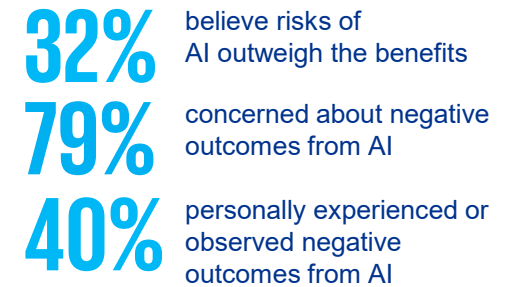 32%
believe risks of
AI outweigh the benefits
79%
concerned about negative
outcomes from AI
40%
personally experienced or
observed negative
outcomes from AI